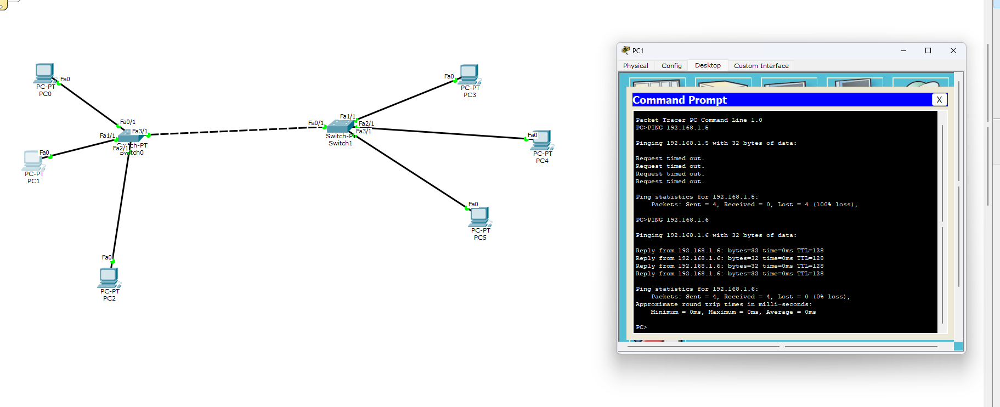 Fa0
PC-PT
PC0
Fa0/1
Fa1/1
Fa3/1
Fa2/1
Switch-PT
Switch0
Fa0
PC-PT
PC1
Fa0
PC-PT
PC2
Fa0/1
Fa1/1
Fa2/1
Fa3/1
Switch-PT
Switch1
Fa0
PC-PT
PC3
Fa0
PC-PT
PC4
Fa0
PC-PT
PC5
PC1
Physical Config Desktop Custom Interface
Command Prompt X
Packet Tracer PC Command Line 1.0
PC>PING 192.168.1.5
Pinging 192.168.1.5 with 32 bytes of data:
Request timed out.
Request timed out.
Request timed out.
Request timed out.
Ping statistics for 192.168.1.5:
Packets: Sent = 4, Received = 0, Lost = 4 (100% loss),
PC>PING 192.168.1.6
Pinging 192.168.1.6 with 32 bytes of data:
Reply from 192.168.1.6: bytes=32 time=0ms TTL=128
Reply from 192.168.1.6: bytes=32 time=0ms TTL=128
Reply from 192.168.1.6: bytes=32 time=0ms TTL=128
Reply from 192.168.1.6: bytes=32 time=0ms TTL=128
Ping statistics for 192.168.1.6:
Packets: Sent = 4, Received = 4, Lost = 0 (0% loss),
Approximate round trip times in milli-seconds:
Minimum = 0ms, Maximum = 0ms, Average = 0ms
PC>